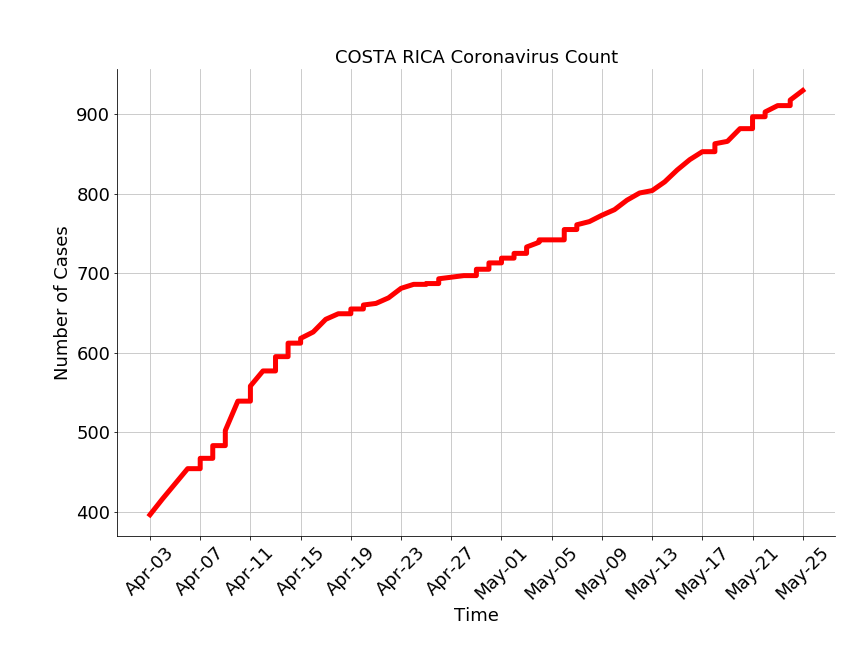 COSTA RICA Coronavirus Count
Number of Cases
900
800
700
600
500
400
Apr-03
Apr-07
Apr-11
Apr-15
Apr-19
Apr-23
Apr-27
May-01
May-05
May-09
May-13
May-17
May-21
May-25
Time